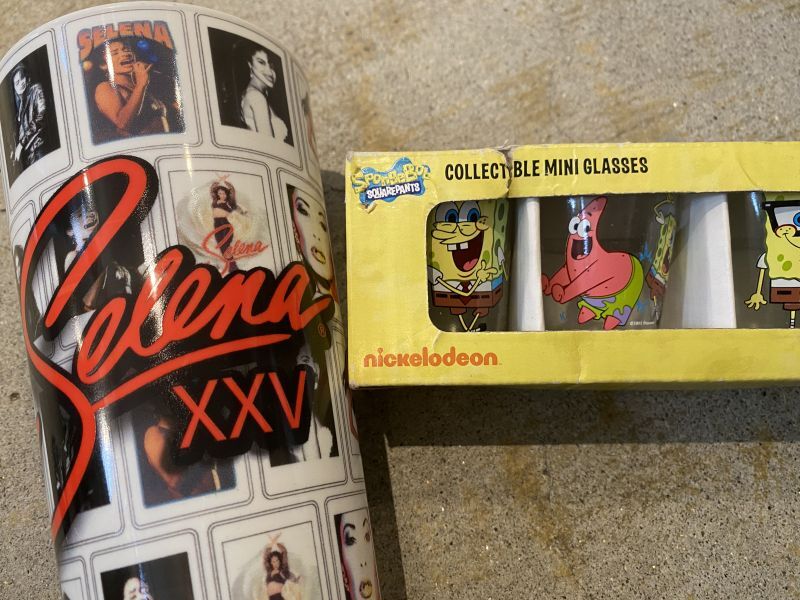 SELENA
Selena
Selena®
XXV
SPONGEBOB
SQUAREPANTS
COLLECTIBLE MINI GLASSES
nickelodeon